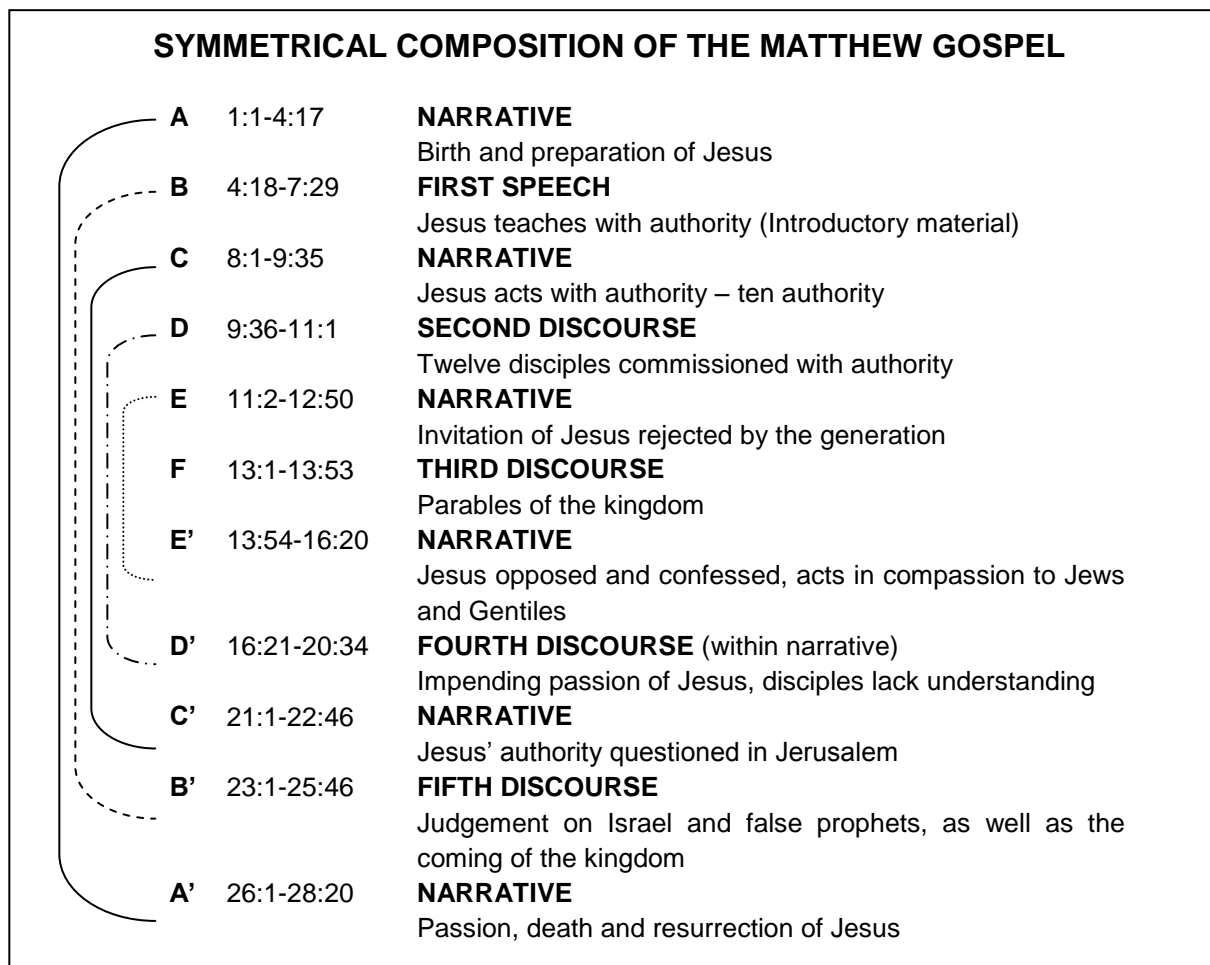 SYMMETRICAL COMPOSITION OF THE MATTHEW GOSPEL
A 1:1-4:17 NARRATIVE
Birth and preparation of Jesus
B 4:18-7:29 FIRST SPEECH
Jesus teaches with authority (Introductory material)
C 8:1-9:35 NARRATIVE
Jesus acts with authority – ten authority
D 9:36-11:1 SECOND DISCOURSE
Twelve disciples commissioned with authority
E 11:2-12:50 NARRATIVE
Invitation of Jesus rejected by the generation
F 13:1-13:53 THIRD DISCOURSE
Parables of the kingdom
E’ 13:54-16:20 NARRATIVE
Jesus opposed and confessed, acts in compassion to Jews
and Gentiles
D’ 16:21-20:34 FOURTH DISCOURSE (within narrative)
Impending passion of Jesus, disciples lack understanding
C’ 21:1-22:46 NARRATIVE
Jesus’ authority questioned in Jerusalem
B’ 23:1-25:46 FIFTH DISCOURSE
Judgement on Israel and false prophets, as well as the
coming of the kingdom
A’ 26:1-28:20 NARRATIVE
Passion, death and resurrection of Jesus